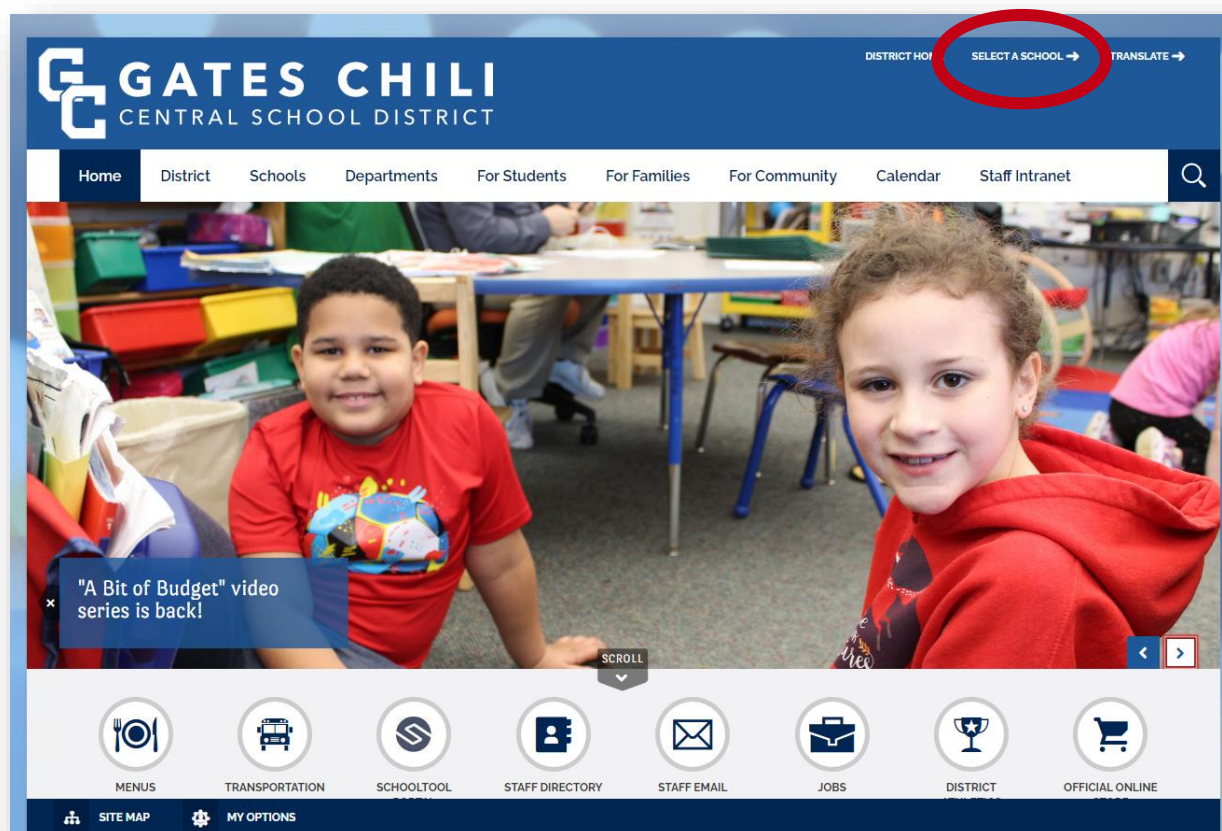 DISTRICT HOM
SELECT A SCHOOL
TRANSLATE
GC
GATES CHILI
CENTRAL SCHOOL DISTRICT
Home District Schools Departments For Students For Families For Community Calendar Staff Intranet
"A Bit of Budget" video
series is back!
SCROLL
MENUS
TRANSPORTATION
SCHOOLTOOL
STAFF DIRECTORY
STAFF EMAIL
JOBS
DISTRICT
OFFICIAL ONLINE
SITE MAP
MY OPTIONS